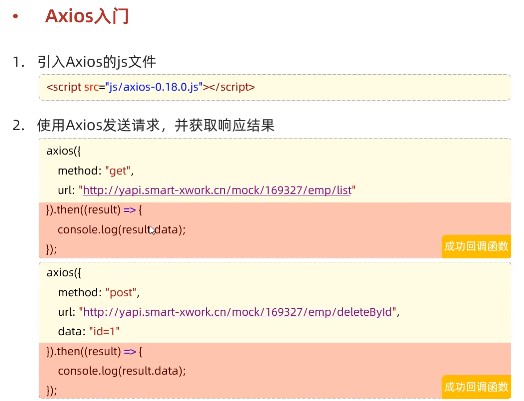 • Axios入门
1. 引入Axios的js文件
<script src="js/axios-0.18.0.js"></script>
2. 使用Axios发送请求，并获取响应结果
axios({
method: "get",
url: "http://yapi.smart-xwork.cn/mock/169327/emp/list"
}).then((result) => {
console.log(result.data);
});
成功回调函数
axios({
method: "post",
url: "http://yapi.smart-xwork.cn/mock/169327/emp/deleteById",
data: "id=1"
}).then((result) => {
console.log(result.data);
});
成功回调函数